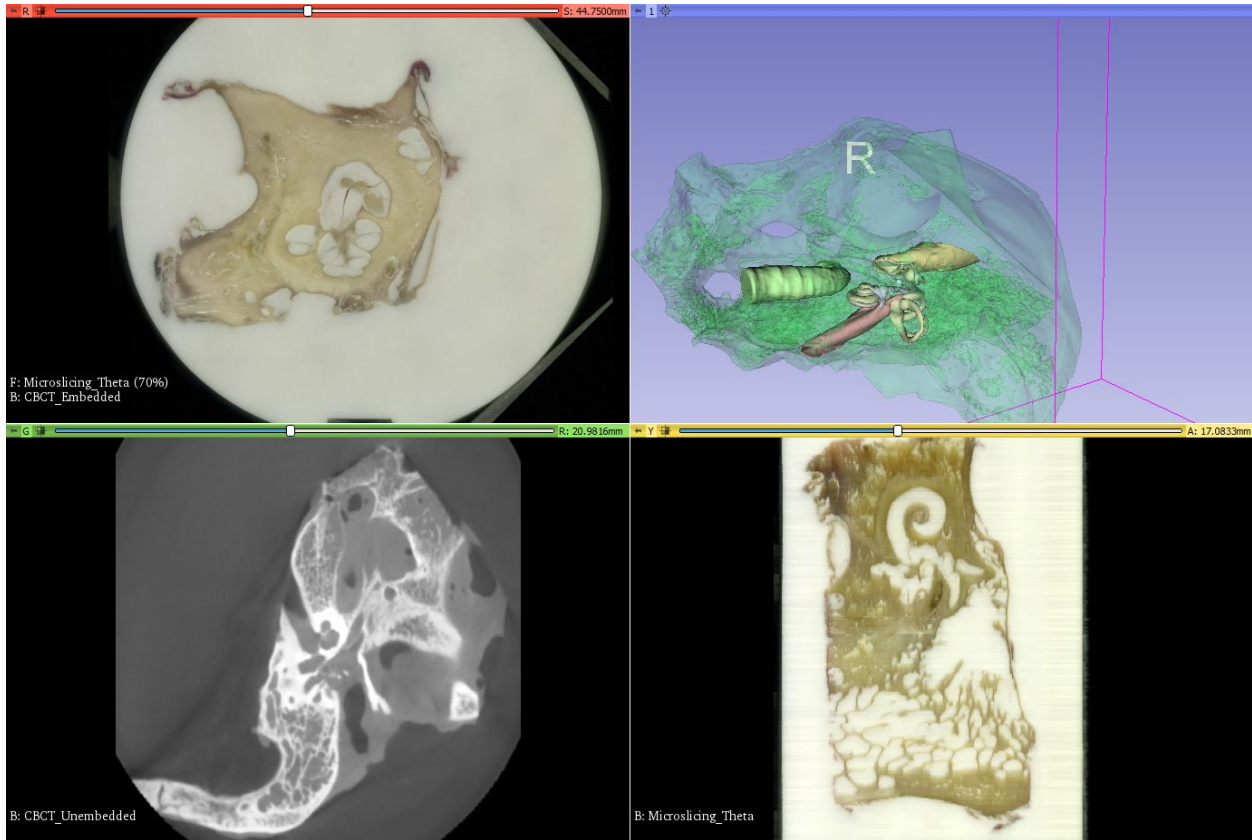 R
S: 44.7500mm
1
R
F: Microslicing_Theta (70%)
B: CBCT_Embedded
G
R: 20.9816mm
Y
A: 17.0833mm
B: CBCT_Unembedded
B: Microslicing_Theta